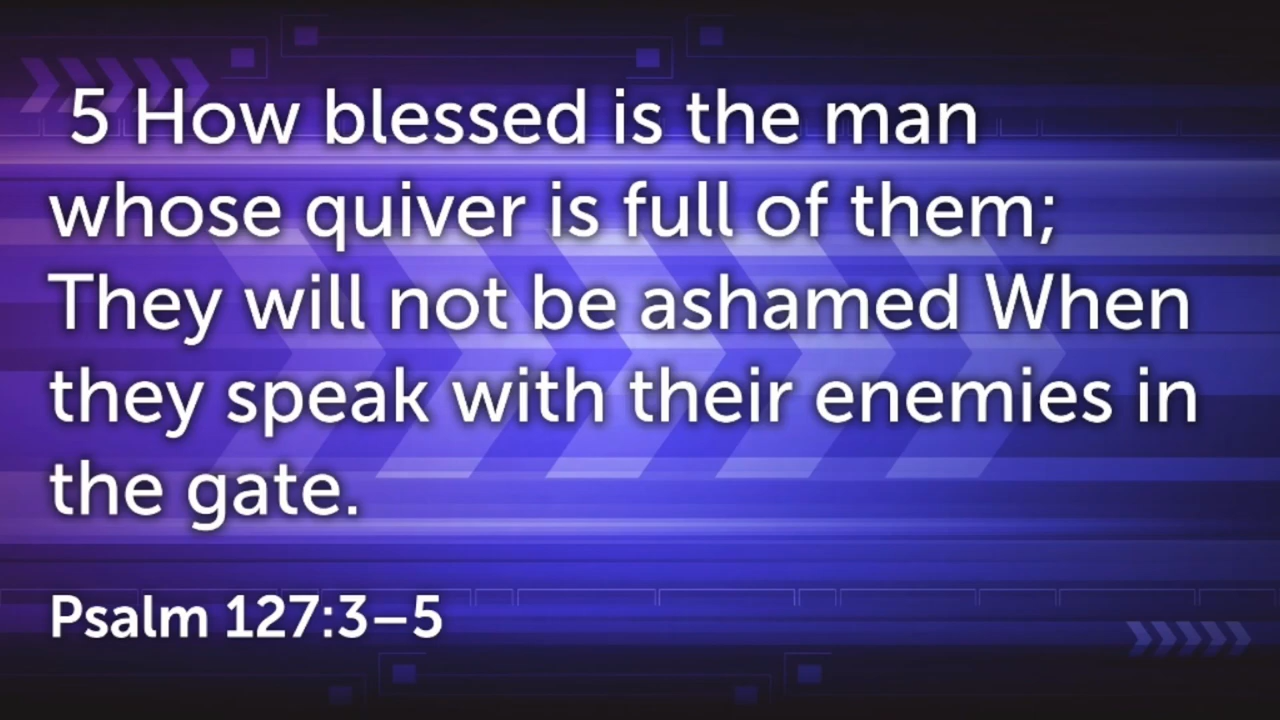 5 How blessed is the man
whose quiver is full of them;
They will not be ashamed When
they speak with their enemies in
the gate.
Psalm 127:3–5